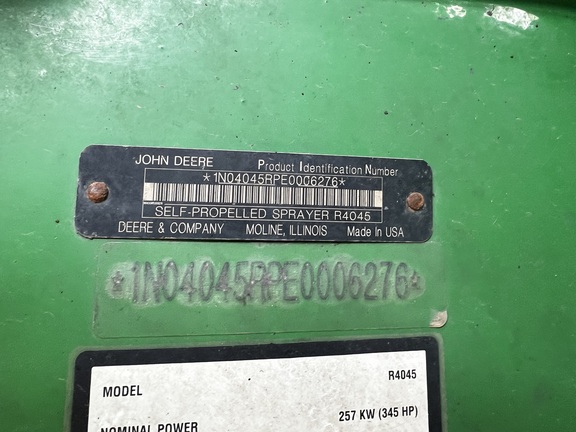 JOHN DEERE Product Identification Number
*1N04045RPE0006276*
SELF-PROPELLED SPRAYER R4045
DEERE & COMPANY MOLINE, ILLINOIS Made In USA
*1N04045RPE0006276*
MODEL R4045
NOMINAL POWER 257 KW (345 HP)